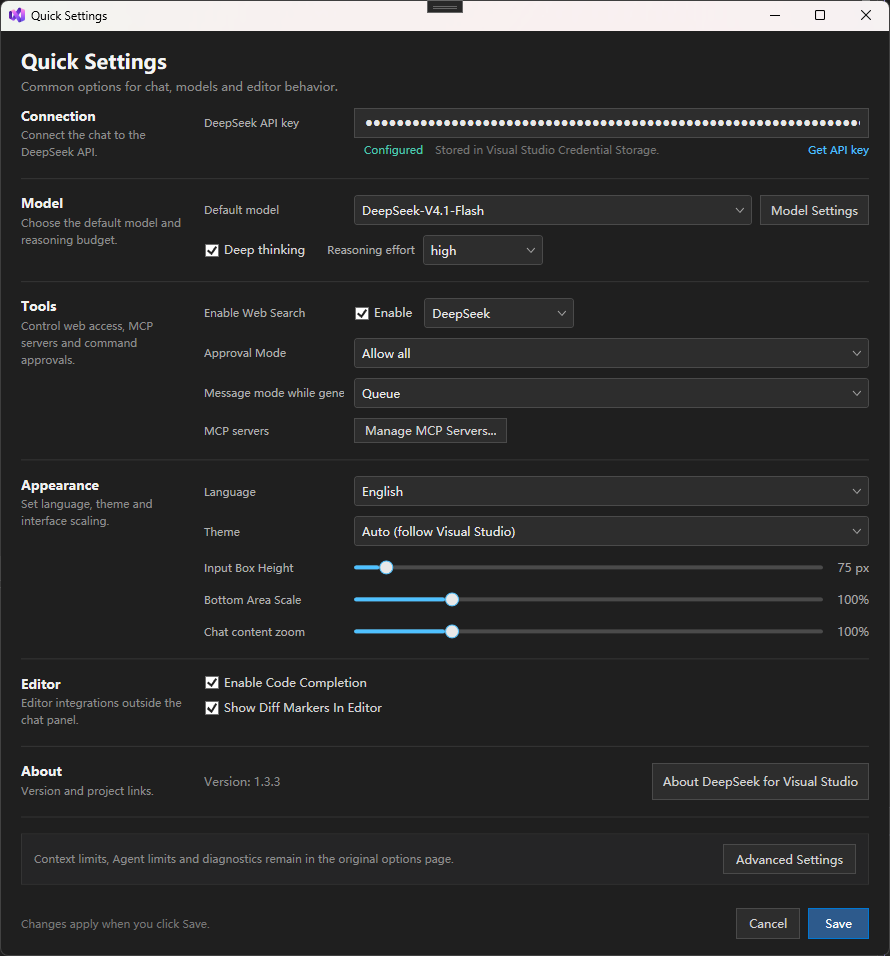 Quick Settings
Quick Settings
Common options for chat, models and editor behavior.
Connection
Connect the chat to the
DeepSeek API.
DeepSeek API key
Configured Stored in Visual Studio Credential Storage. Get API key
Model
Choose the default model and
reasoning budget.
Default model DeepSeek-V4.1-Flash Model Settings
Deep thinking Reasoning effort high
Tools
Control web access, MCP
servers and command
approvals.
Enable Web Search Enable DeepSeek
Approval Mode Allow all
Message mode while gene Queue
MCP servers Manage MCP Servers...
Appearance
Set language, theme and
interface scaling.
Language English
Theme Auto (follow Visual Studio)
Input Box Height 75 px
Bottom Area Scale 100%
Chat content zoom 100%
Editor
Editor integrations outside the
chat panel.
Enable Code Completion
Show Diff Markers In Editor
About
Version and project links.
Version: 1.3.3 About DeepSeek for Visual Studio
Context limits, Agent limits and diagnostics remain in the original options page. Advanced Settings
Changes apply when you click Save. Cancel Save